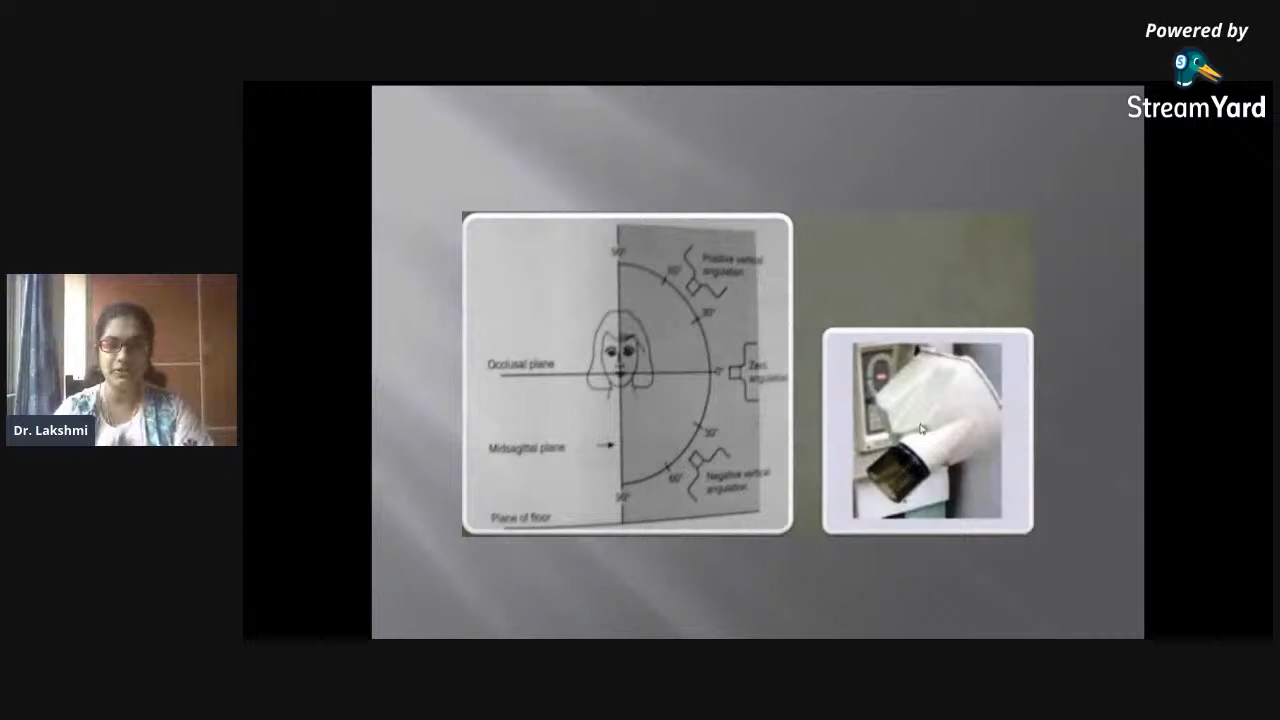 Powered by
StreamYard
90°
60°
Positive vertical
angulation
30°
Occlusal plane
0°
Zero
angulation
30°
Midsagittal plane
60°
Negative vertical
angulation
90°
Plane of floor
Dr. Lakshmi